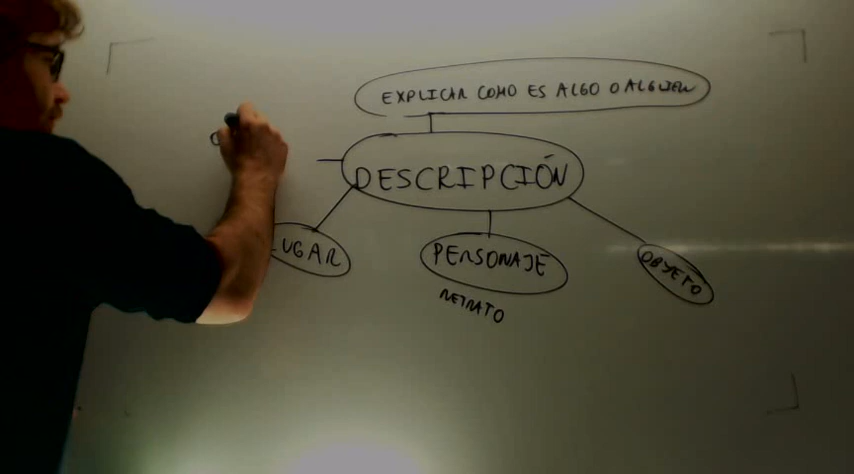 EXPLICAR COMO ES ALGO O ALGUIEN
DESCRIPCIÓN
LUGAR
PERSONAJE
OBJETO
RETRATO